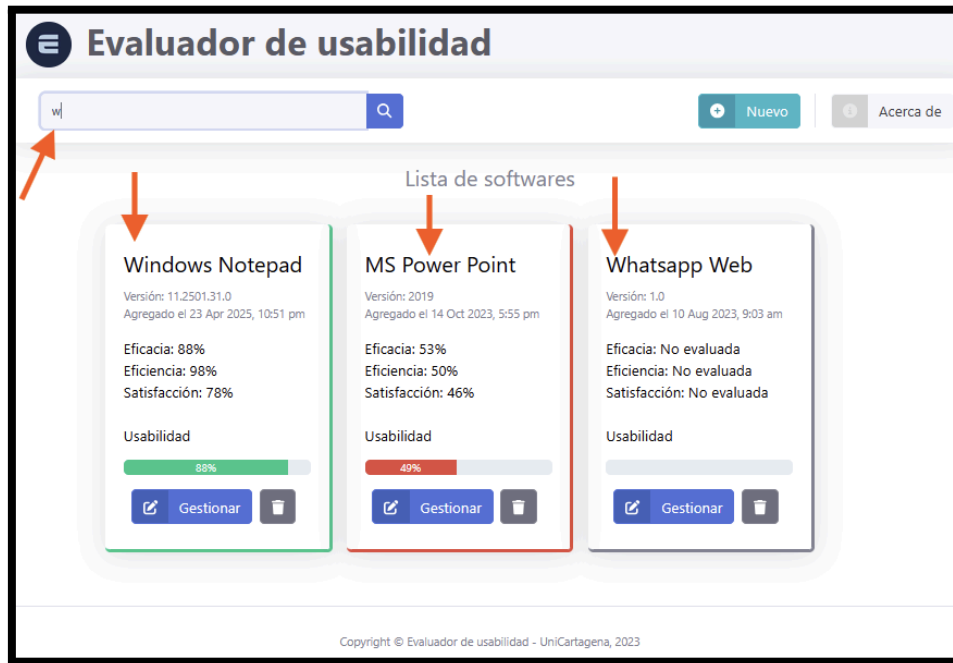 Evaluador de usabilidad
w
Nuevo
Acerca de
Lista de softwares
Windows Notepad
Versión: 11.2501.31.0
Agregado el 23 Apr 2025, 10:51 pm
Eficacia: 88%
Eficiencia: 98%
Satisfacción: 78%
Usabilidad
88%
Gestionar
MS Power Point
Versión: 2019
Agregado el 14 Oct 2023, 5:55 pm
Eficacia: 53%
Eficiencia: 50%
Satisfacción: 46%
Usabilidad
49%
Gestionar
Whatsapp Web
Versión: 1.0
Agregado el 10 Aug 2023, 9:03 am
Eficacia: No evaluada
Eficiencia: No evaluada
Satisfacción: No evaluada
Usabilidad
Gestionar
Copyright © Evaluador de usabilidad - UniCartagena, 2023